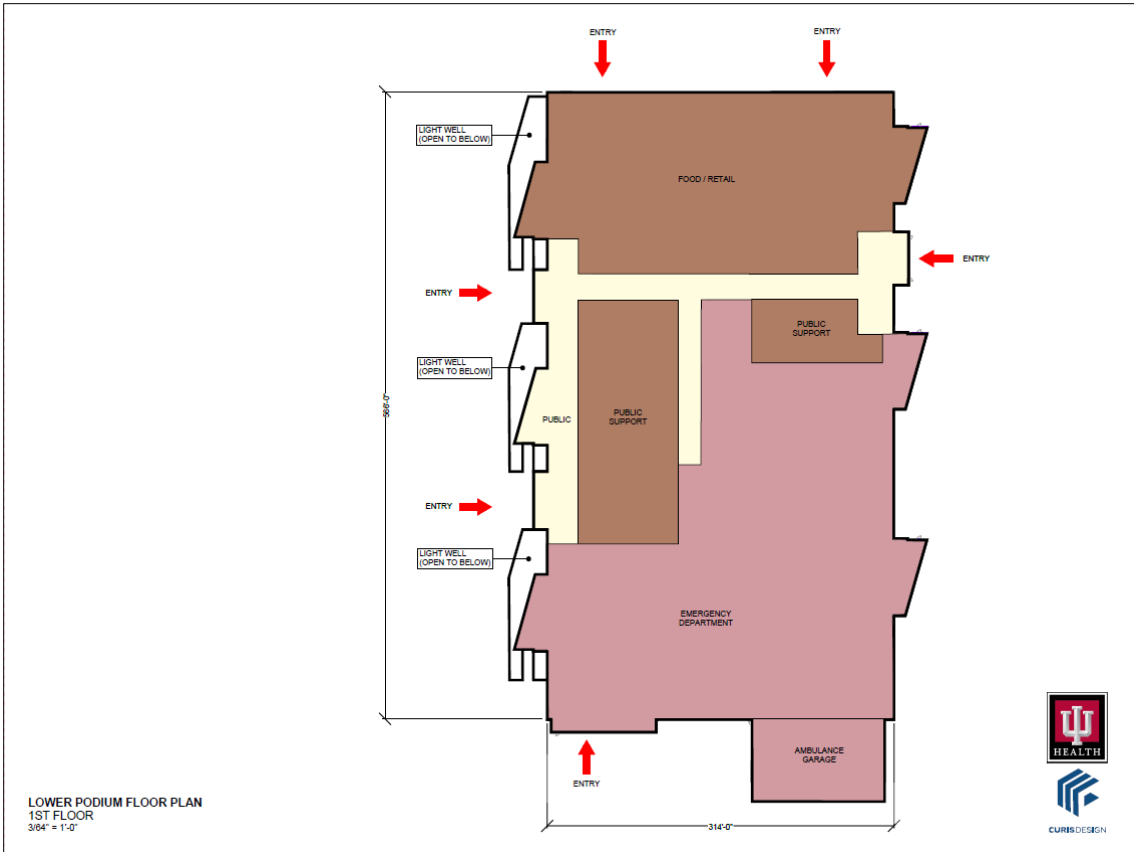 ENTRY
ENTRY
LIGHT WELL
(OPEN TO BELOW)
FOOD / RETAIL
ENTRY
ENTRY
PUBLIC
SUPPORT
LIGHT WELL
(OPEN TO BELOW)
566'-0"
PUBLIC
PUBLIC
SUPPORT
ENTRY
LIGHT WELL
(OPEN TO BELOW)
EMERGENCY
DEPARTMENT
AMBULANCE
GARAGE
ENTRY
314'-0"
LOWER PODIUM FLOOR PLAN
1ST FLOOR
3/64" = 1'-0"
HEALTH
CURISDESIGN